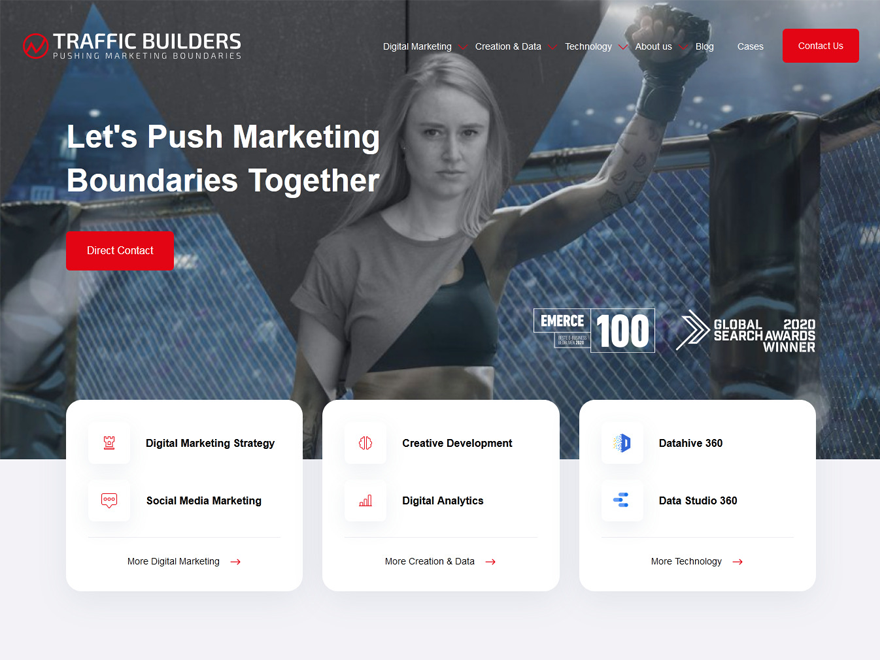 TRAFFIC BUILDERS
PUSHING MARKETING BOUNDARIES
Digital Marketing
Creation & Data
Technology
About us
Blog
Cases
Contact Us
Let's Push Marketing
Boundaries Together
Direct Contact
EMERCE
100
GLOBAL 2020
SEARCH AWARDS
WINNER
Digital Marketing Strategy
Social Media Marketing
More Digital Marketing
Creative Development
Digital Analytics
More Creation & Data
Datahive 360
Data Studio 360
More Technology